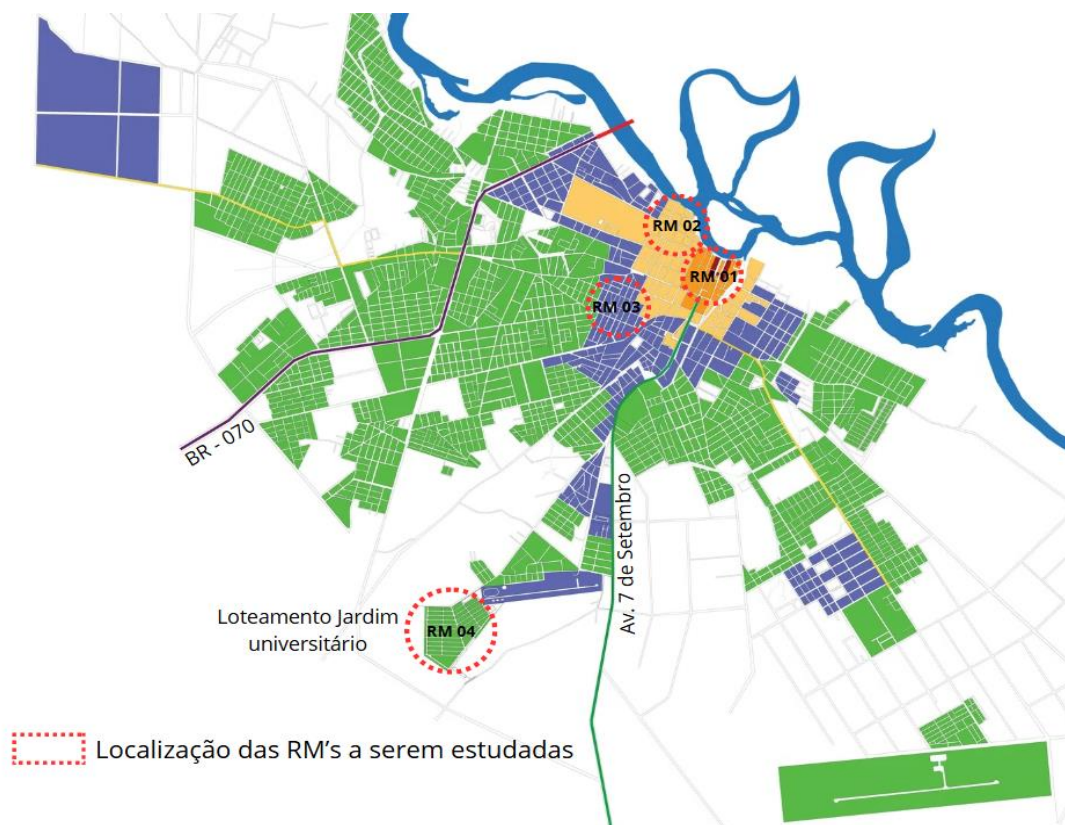 RM 02
RM 01
RM 03
BR - 070
Av. 7 de Setembro
Loteamento Jardim
universitário
RM 04
Localização das RM's a serem estudadas